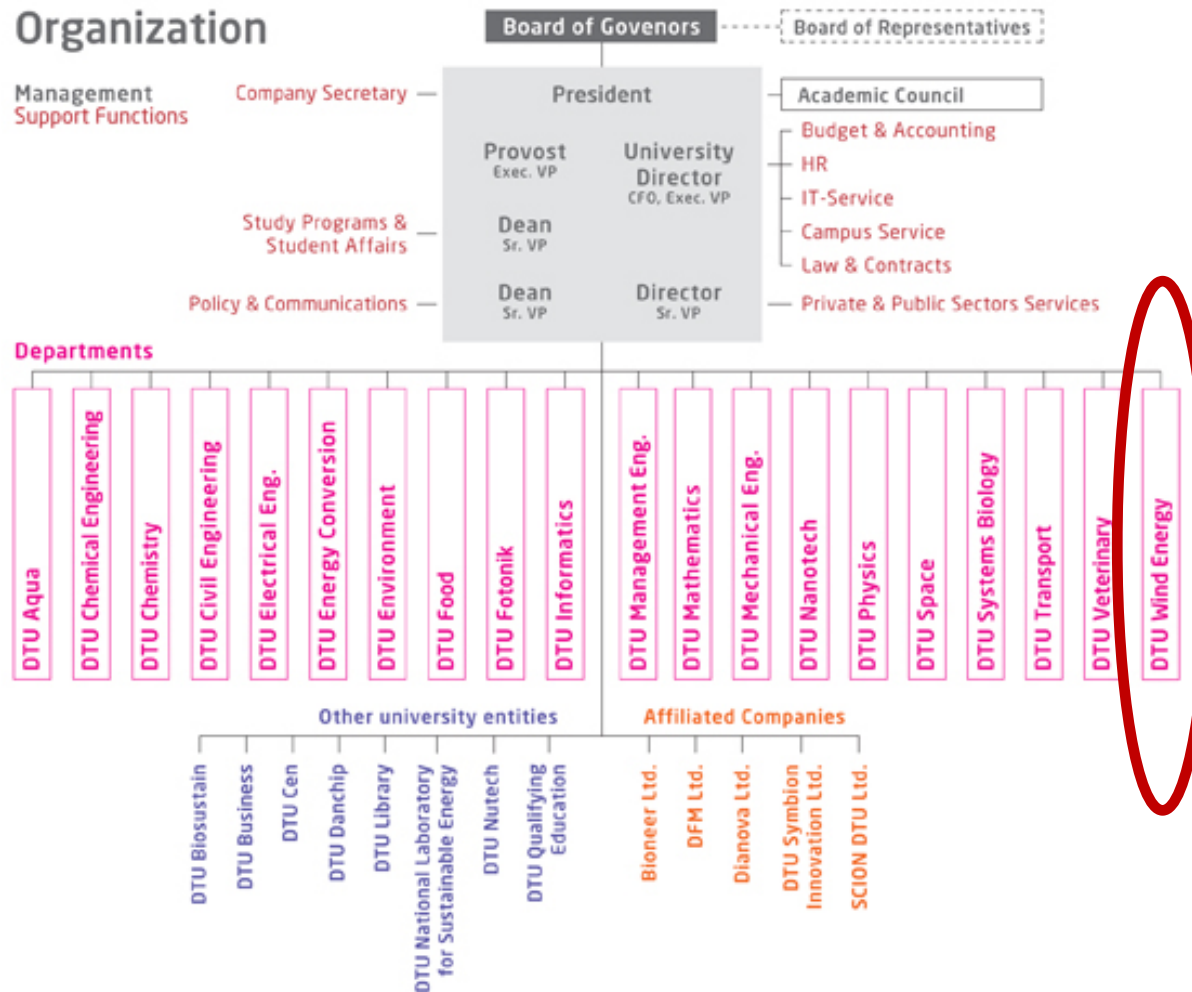 Organization
Board of Govenors
Board of Representatives
Management
Support Functions
Company Secretary
President
Academic Council
Provost
Exec. VP
University
Director
CFO, Exec. VP
Budget & Accounting
HR
IT-Service
Campus Service
Law & Contracts
Study Programs &
Student Affairs
Dean
Sr. VP
Policy & Communications
Dean
Sr. VP
Director
Sr. VP
Private & Public Sectors Services
Departments
DTU Aqua
DTU Chemical Engineering
DTU Chemistry
DTU Civil Engineering
DTU Electrical Eng.
DTU Energy Conversion
DTU Environment
DTU Food
DTU Fotonik
DTU Informatics
DTU Management Eng.
DTU Mathematics
DTU Mechanical Eng.
DTU Nanotech
DTU Physics
DTU Space
DTU Systems Biology
DTU Transport
DTU Veterinary
DTU Wind Energy
Other university entities
DTU Biosustain
DTU Business
DTU Cen
DTU Danchip
DTU Library
DTU National Laboratory
for Sustainable Energy
DTU Nutech
DTU Qualifying
Education
Affiliated Companies
Bioneer Ltd.
DFM Ltd.
Dianova Ltd.
DTU Symbion
Innovation Ltd.
SCION DTU Ltd.